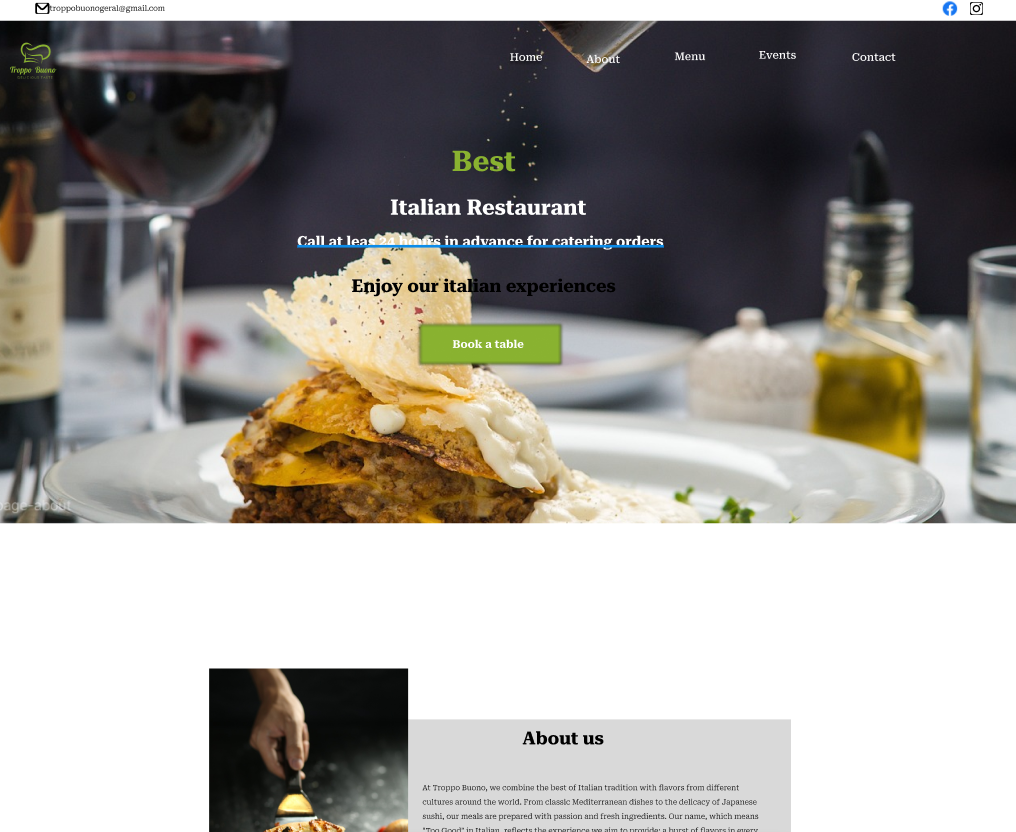 troppobuonogeral@gmail.com
Troppo Buono
Home About Menu Events Contact
Best
Italian Restaurant
Call at leas 24 hours in advance for catering orders
Enjoy our italian experiences
Book a table
page-about
About us
At Troppo Buono, we combine the best of Italian tradition with flavors from different
cultures around the world. From classic Mediterranean dishes to the delicacy of Japanese
sushi, our meals are prepared with passion and fresh ingredients. Our name, which means
"Too Good" in Italian, reflects the experience we aim to provide: a burst of flavors in every